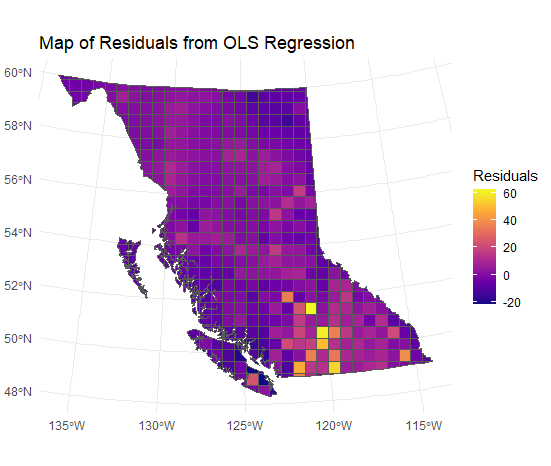 Map of Residuals from OLS Regression
60°N
58°N
56°N
54°N
52°N
50°N
48°N
135°W
130°W
125°W
120°W
115°W
Residuals
60
40
20
0
-20